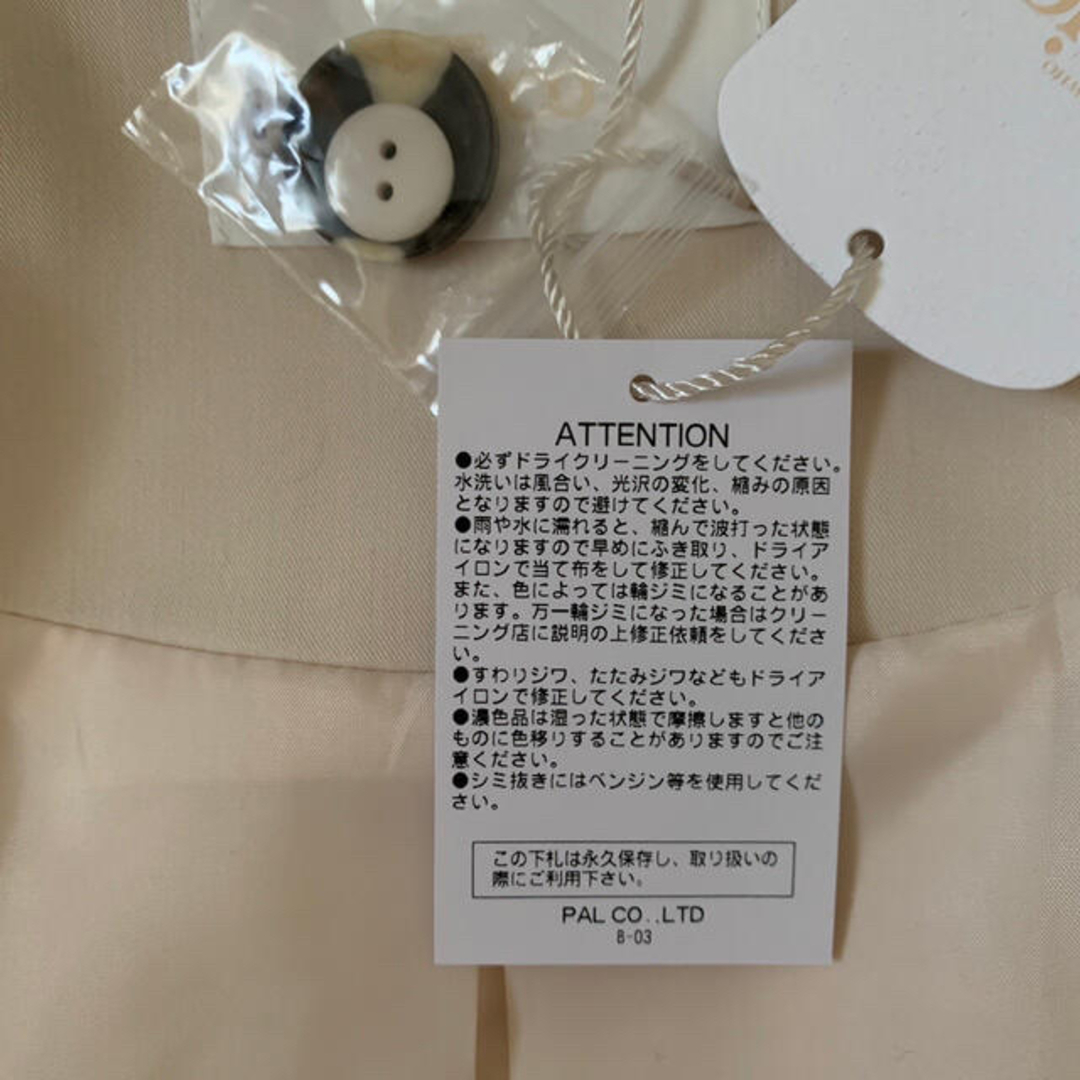 ATTENTION
●必ずドライクリーニングをしてください。
水洗いは風合い、光沢の変化、縮みの原因
となりますので避けてください。
●雨や水に濡れると、縮んで波打った状態
になりますので早めにふき取り、ドライア
イロンで当て布をして修正してください。
また、色によっては輪ジミになることがあ
ります。万一輪ジミになった場合はクリー
ニング店に説明の上修正依頼をしてくださ
い。
●すわりジワ、たたみジワなどもドライア
イロンで修正してください。
●濃色品は湿った状態で摩擦しますと他の
ものに色移りすることがありますのでご注
意ください。
●シミ抜きにはベンジン等を使用してくだ
さい。
この下札は永久保存し、取り扱いの
際にご利用下さい。
PAL CO.,LTD
B-03